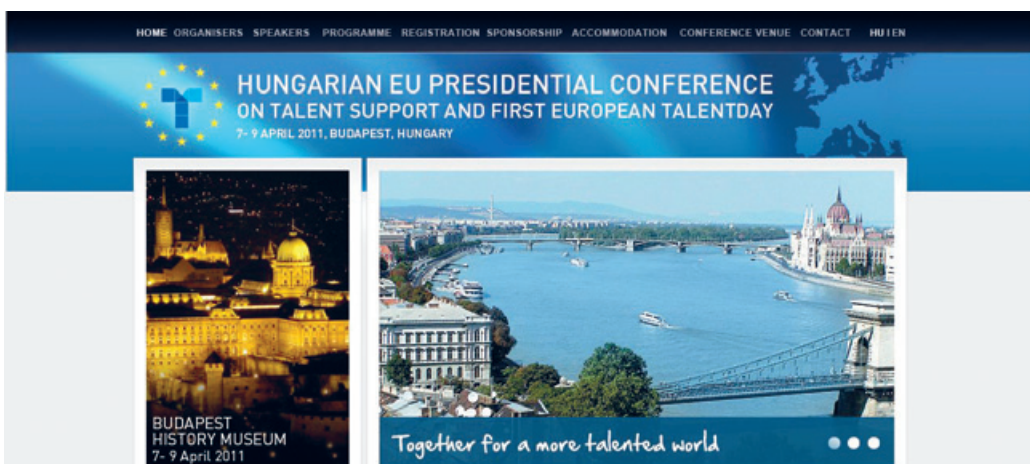 HOME ORGANISERS SPEAKERS PROGRAMME REGISTRATION SPONSORSHIP ACCOMMODATION CONFERENCE VENUE CONTACT HU I EN
HUNGARIAN EU PRESIDENTIAL CONFERENCE
ON TALENT SUPPORT AND FIRST EUROPEAN TALENTDAY
7- 9 APRIL 2011, BUDAPEST, HUNGARY
BUDAPEST
HISTORY MUSEUM
7- 9 April 2011
Together for a more talented world